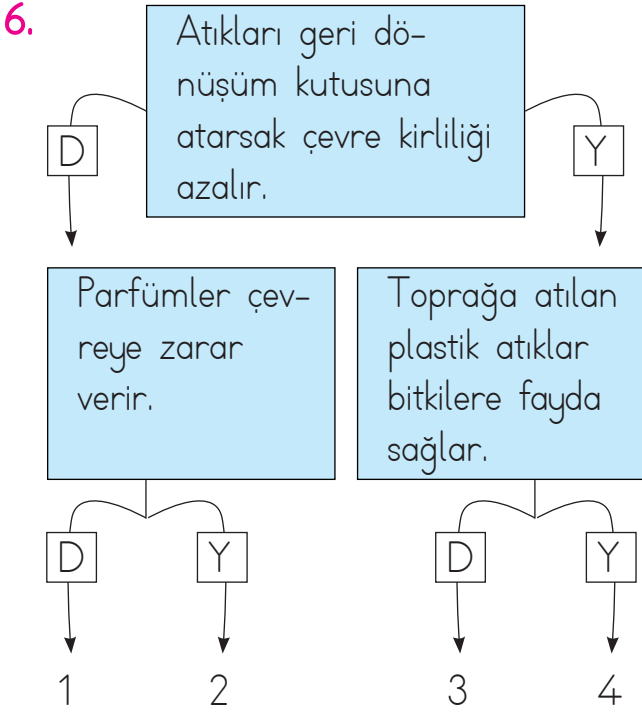 6.
Atıkları geri dö-
nüşüm kutusuna
atarsak çevre kirliliği
azalır.
D
Y
Parfümler çev-
reye zarar
verir.
Toprağa atılan
plastik atıklar
bitkilere fayda
sağlar.
D
Y
D
Y
1
2
3
4